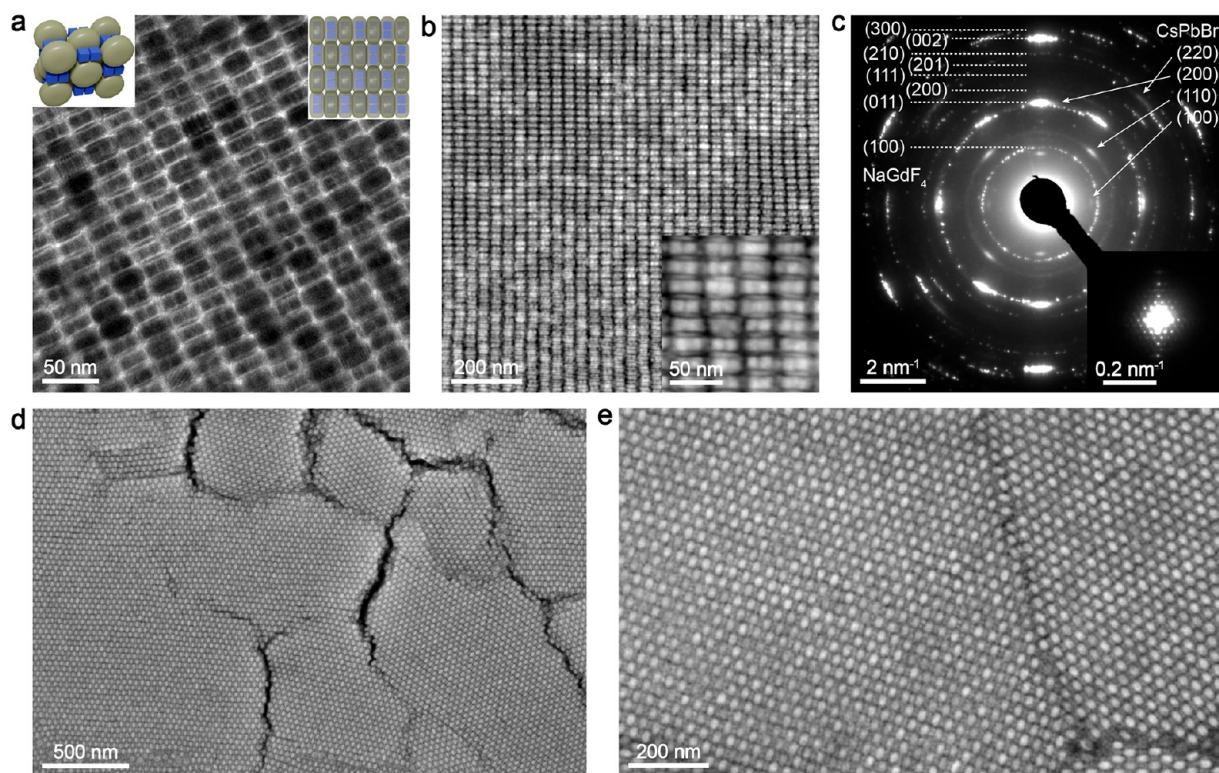 a
50 nm
b
200 nm
50 nm
c
(300)
(002)
(210)
(201)
(111)
(200)
(011)
(100)
NaGdF₄
CsPbBr
(220)
(200)
(110)
(100)
2 nm⁻¹
0.2 nm⁻¹
d
500 nm
e
200 nm